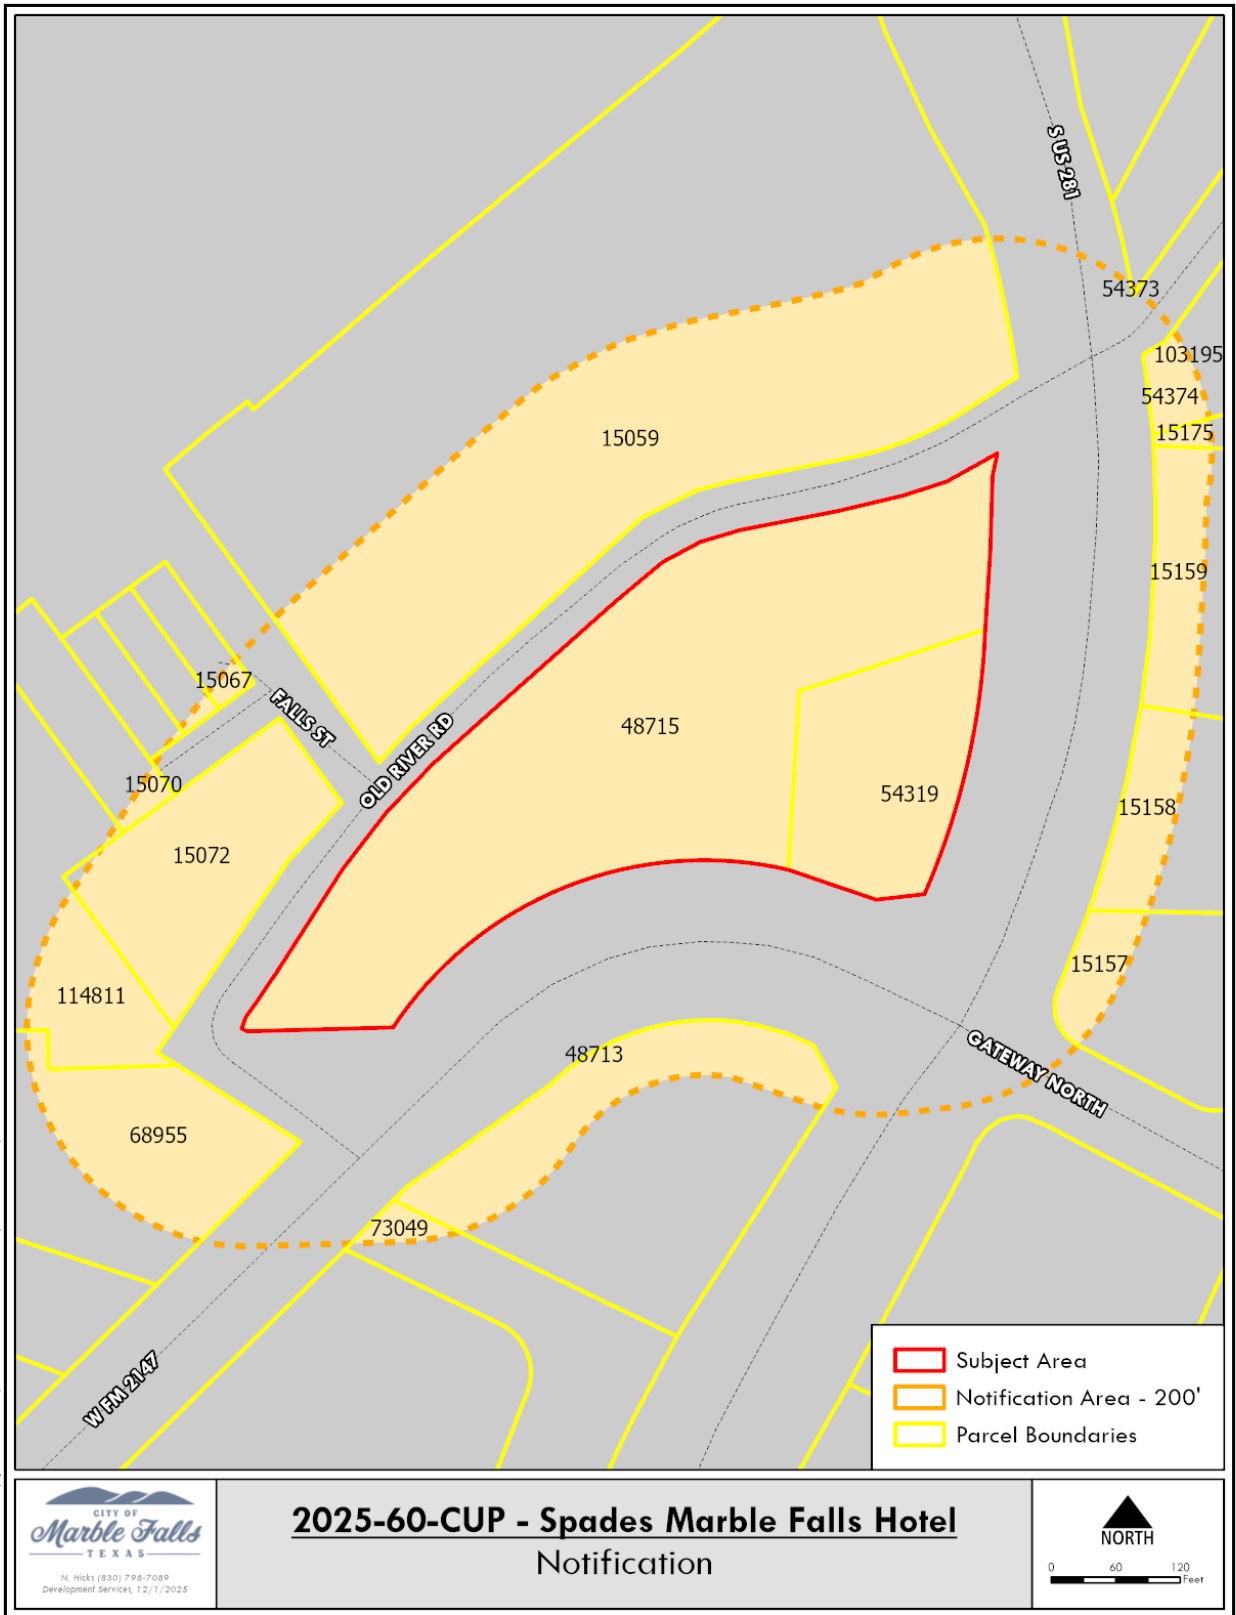 S US 281
54373
103195
54374
15175
15059
15159
15067
FALLS ST
OLD RIVER RD
48715
15070
54319
15158
15072
15157
114811
48713
GATEWAY NORTH
68955
73049
W FM 2147
Subject Area
Notification Area - 200'
Parcel Boundaries
CITY OF
Marble Falls
TEXAS
N. Hicks (830) 798-7089
Development Services, 12/1/2025
2025-60-CUP - Spades Marble Falls Hotel
Notification
NORTH
0 60 120
Feet